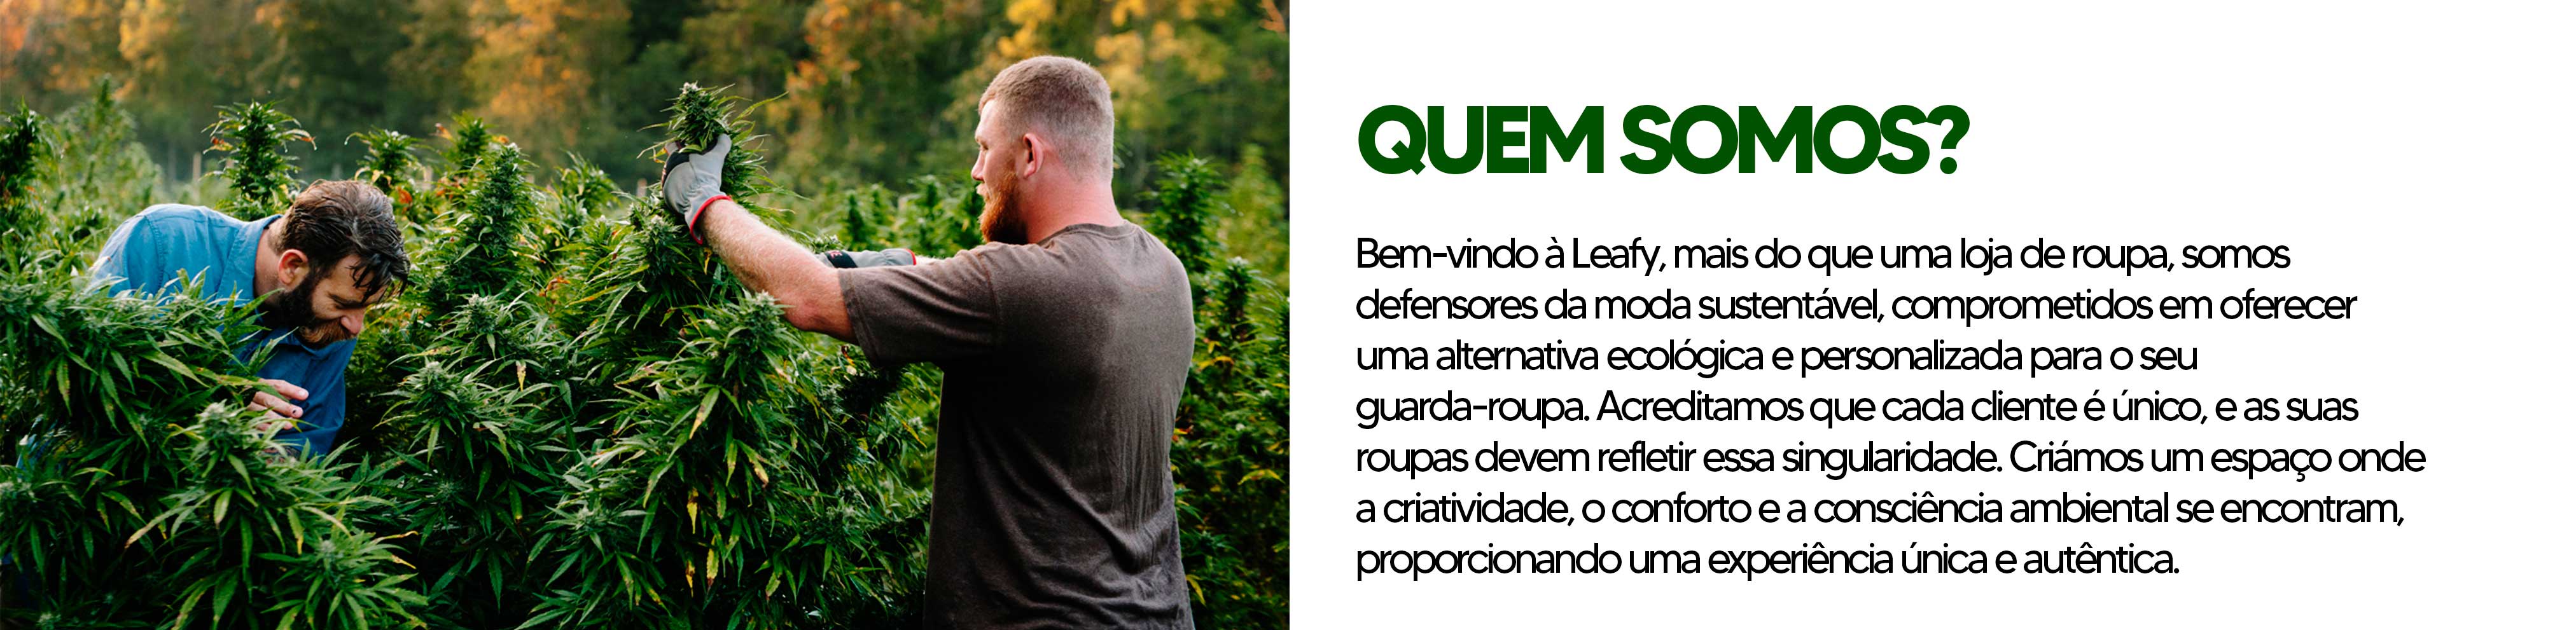 QUEM SOMOS?
Bem-vindo à Leafy, mais do que uma loja de roupa, somos
defensores da moda sustentável, comprometidos em oferecer
uma alternativa ecológica e personalizada para o seu
guarda-roupa. Acreditamos que cada cliente é único, e as suas
roupas devem refletir essa singularidade. Criámos um espaço onde
a criatividade, o conforto e a consciência ambiental se encontram,
proporcionando uma experiência única e autêntica.